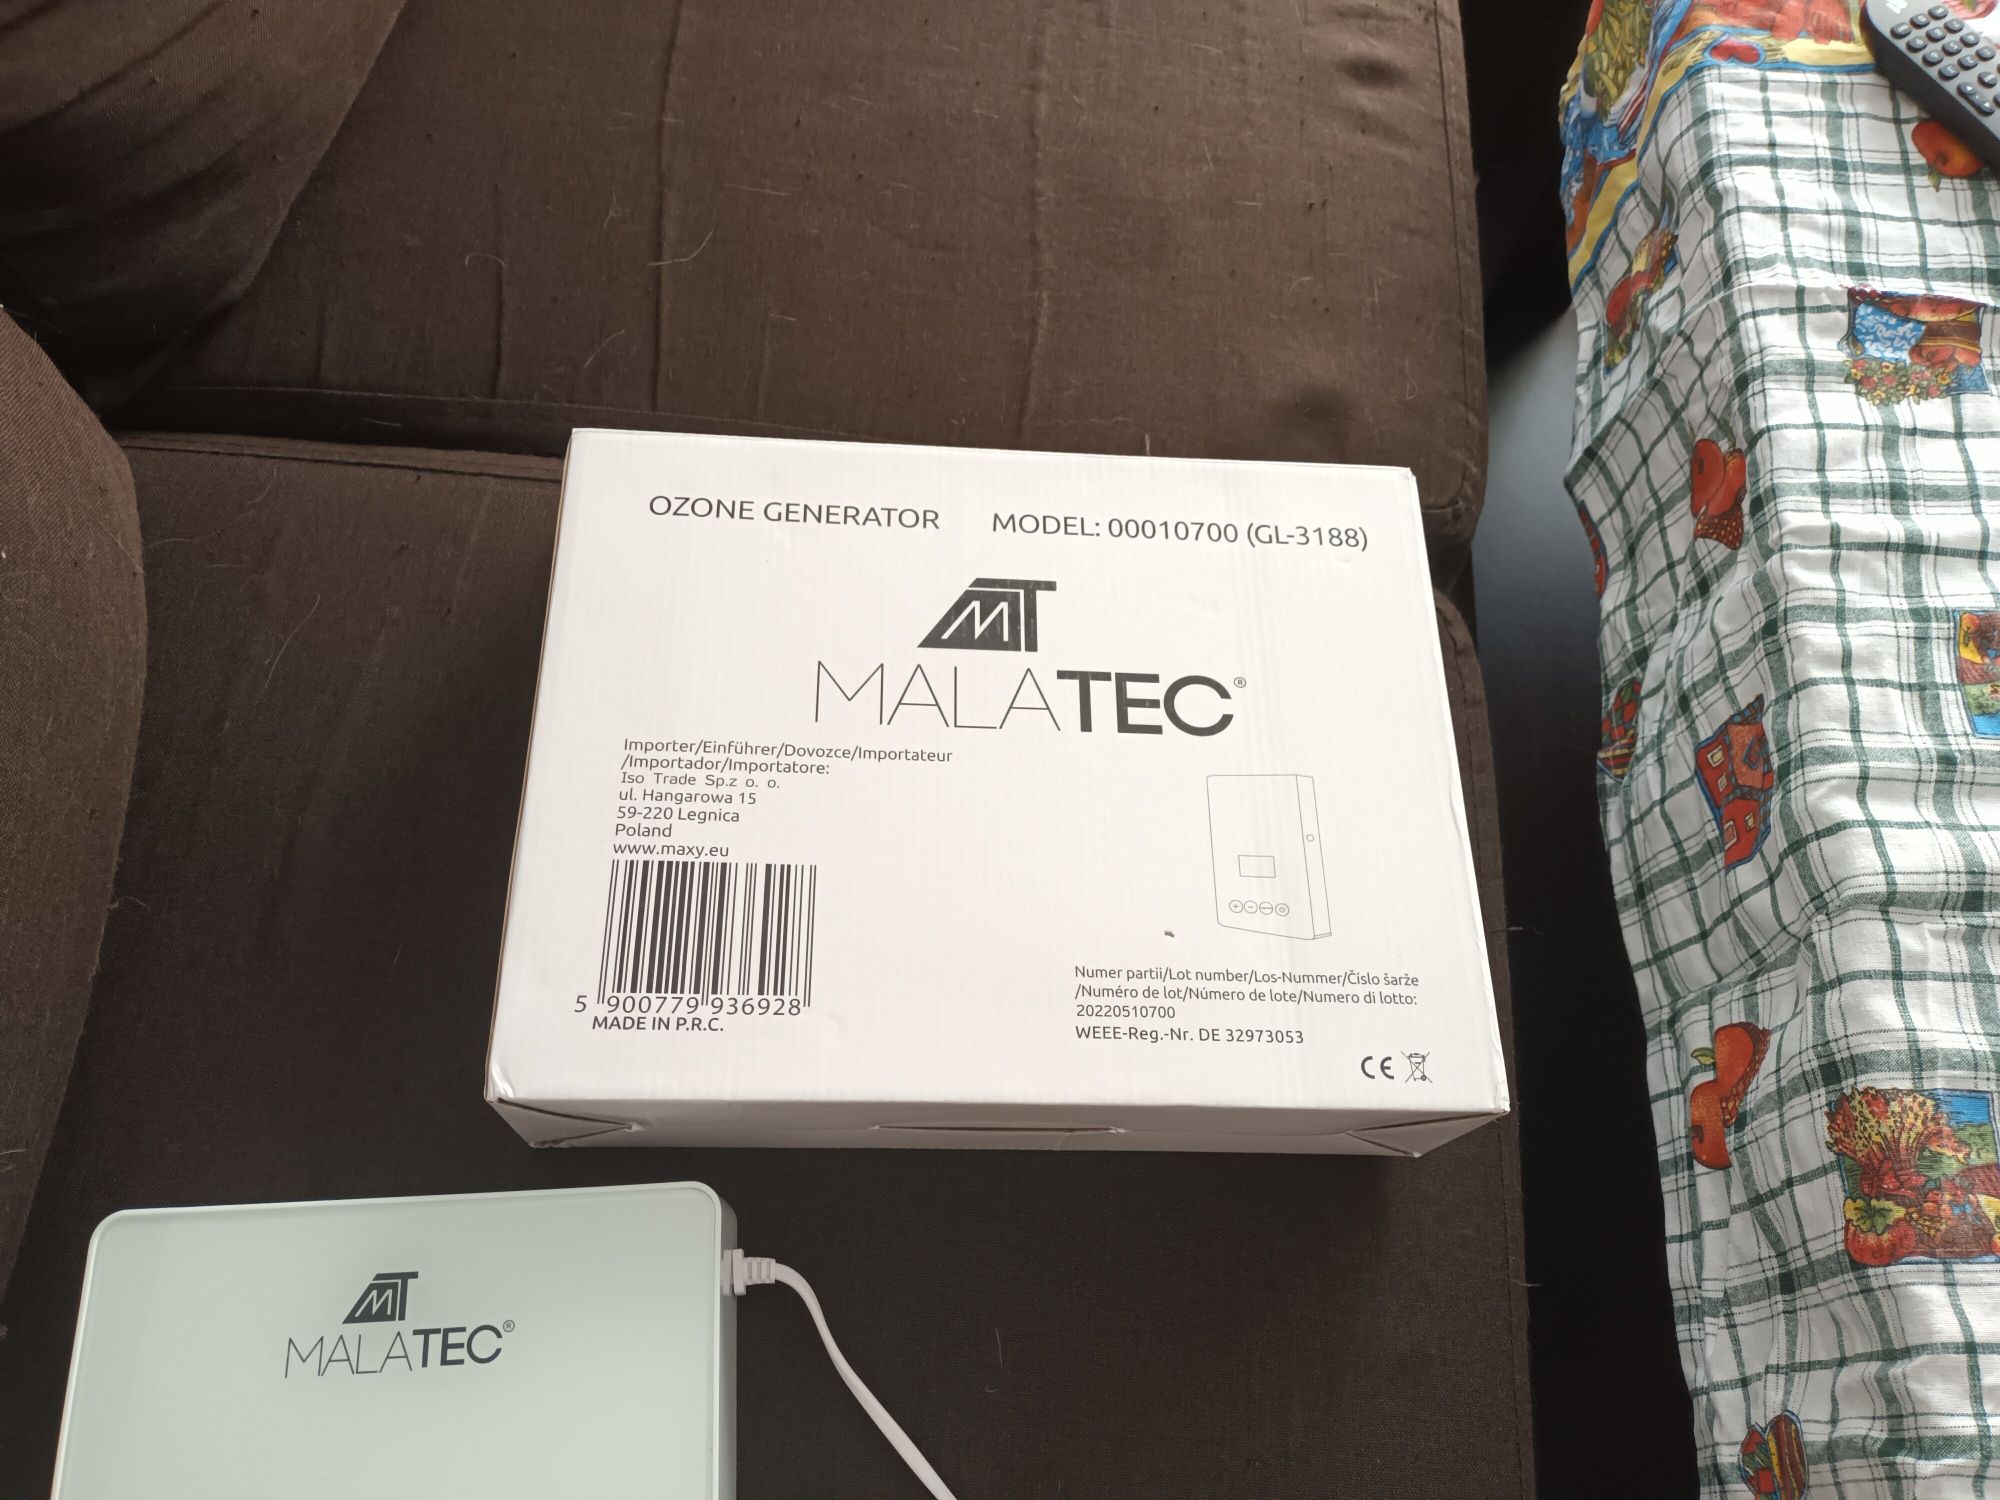 OZONE GENERATOR MODEL: 00010700 (GL-3188)
MT
MALATEC®
Importer/Einführer/Dovozce/Importateur
/Importador/Importatore:
Iso Trade Sp.z o. o.
ul. Hangarowa 15
59-220 Legnica
Poland
www.maxy.eu
5 900779 936928
MADE IN P.R.C.
Numer partii/Lot number/Los-Nummer/Číslo šarže
/Numéro de lot/Número de lote/Numero di lotto:
20220510700
WEEE-Reg.-Nr. DE 32973053
CE
MT
MALATEC®